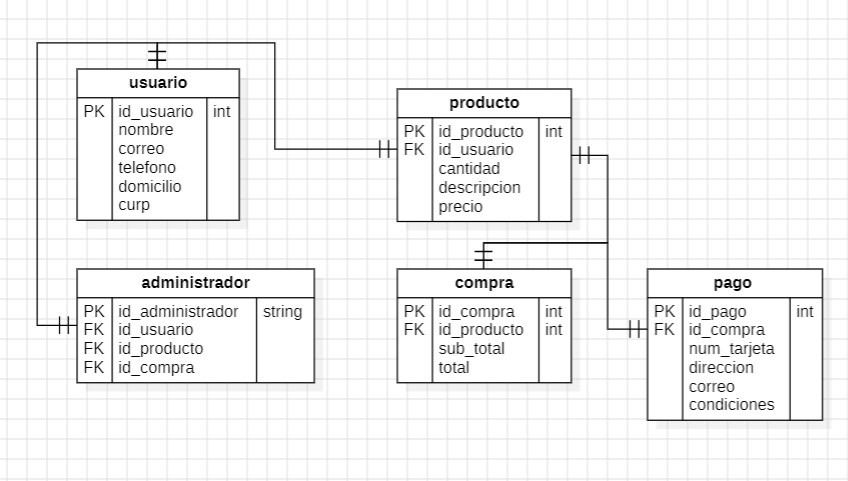 usuario
PK id_usuario int
nombre
correo
telefono
domicilio
curp
producto
PK id_producto int
FK id_usuario
cantidad
descripcion
precio
administrador
PK id_administrador string
FK id_usuario
FK id_producto
FK id_compra
compra
PK id_compra int
FK id_producto int
sub_total
total
pago
PK id_pago int
FK id_compra
num_tarjeta
direccion
correo
condiciones